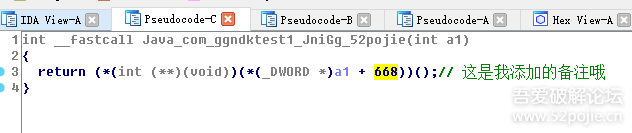 IDA View-A
Pseudocode-C
Pseudocode-B
Pseudocode-A
Hex View-A
1 int __fastcall Java_com_ggndktest1_JniGg_52pojie(int a1)
2 {
3 return (*(int (**)(void))(*(_DWORD *)a1 + 668))();// 这是我添加的备注哦
4 }
吾爱破解论坛
www.52pojie.cn